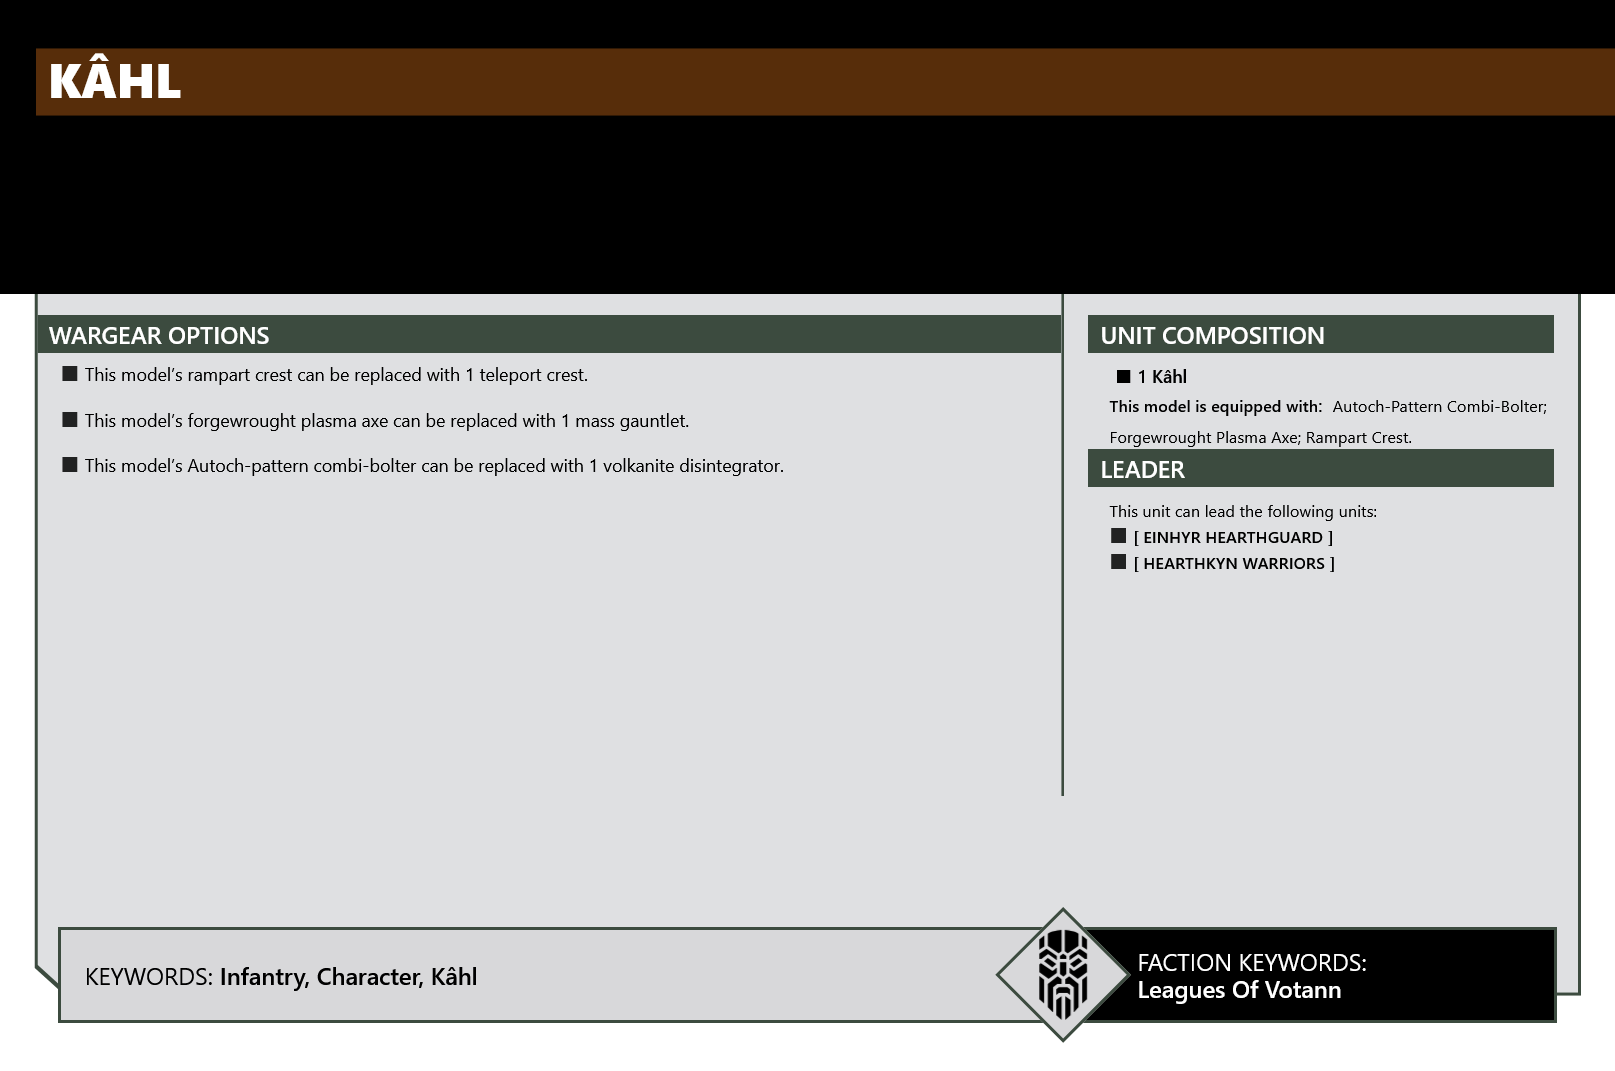 KÂHL
WARGEAR OPTIONS
This model’s rampart crest can be replaced with 1 teleport crest.
This model’s forgewrought plasma axe can be replaced with 1 mass gauntlet.
This model’s Autoch-pattern combi-bolter can be replaced with 1 volkanite disintegrator.
UNIT COMPOSITION
1 Kâhl
This model is equipped with: Autoch-Pattern Combi-Bolter;
Forgewrought Plasma Axe; Rampart Crest.
LEADER
This unit can lead the following units:
[ EINHYR HEARTHGUARD ]
[ HEARTHKYN WARRIORS ]
KEYWORDS: Infantry, Character, Kâhl
FACTION KEYWORDS:
Leagues Of Votann